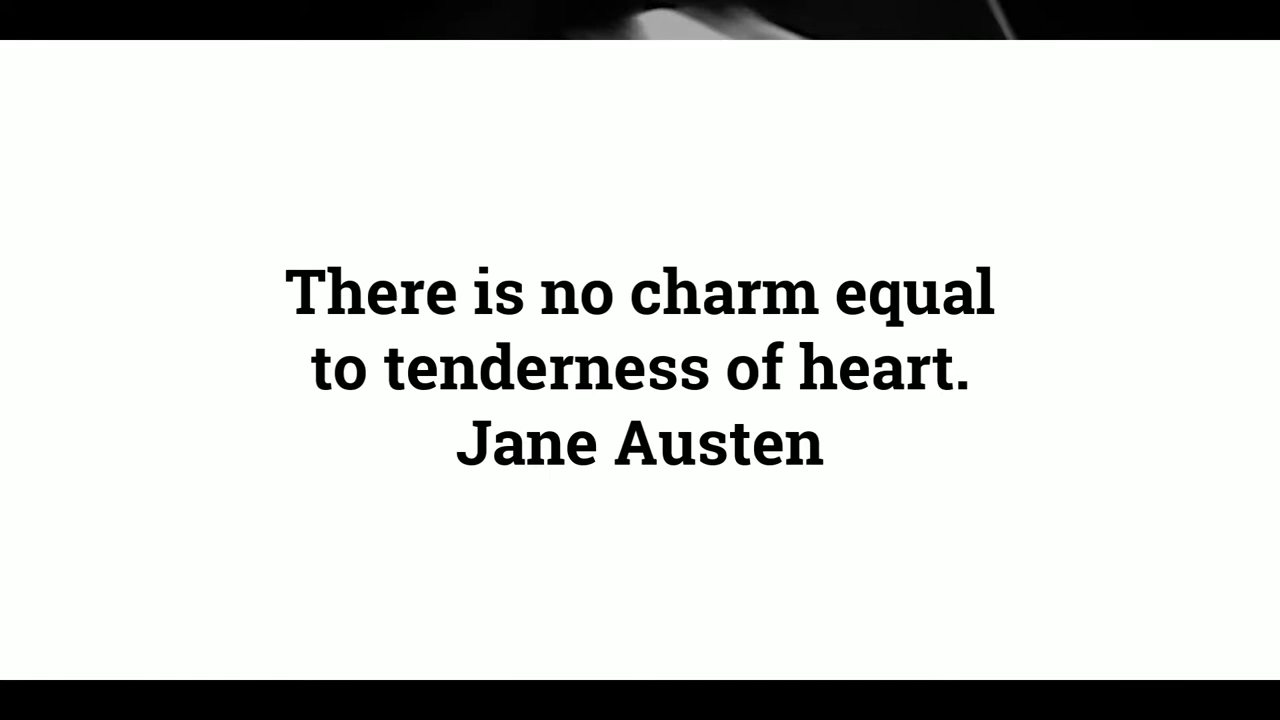 There is no charm equal
to tenderness of heart.
Jane Austen